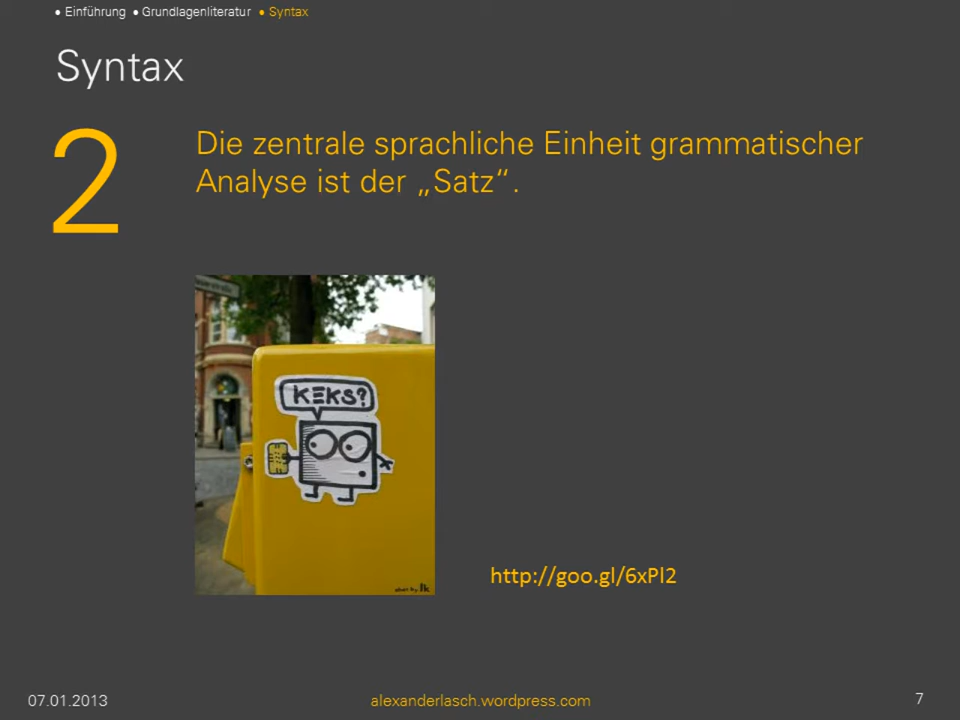 • Einführung • Grundlagenliteratur • Syntax
Syntax
2
Die zentrale sprachliche Einheit grammatischer
Analyse ist der „Satz“.
KEKS?
http://goo.gl/6xPl2
07.01.2013
alexanderlasch.wordpress.com
7